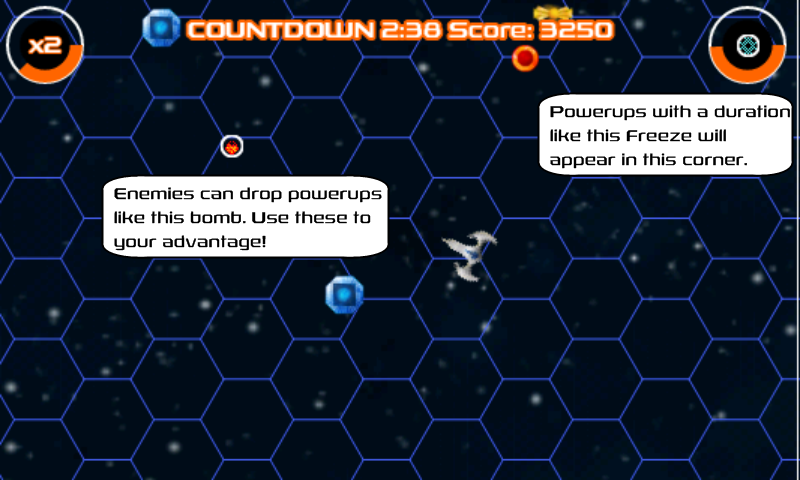 x2
COUNTDOWN 2:38 Score: 3250
Powerups with a duration
like this Freeze will
appear in this corner.
Enemies can drop powerups
like this bomb. Use these to
your advantage!